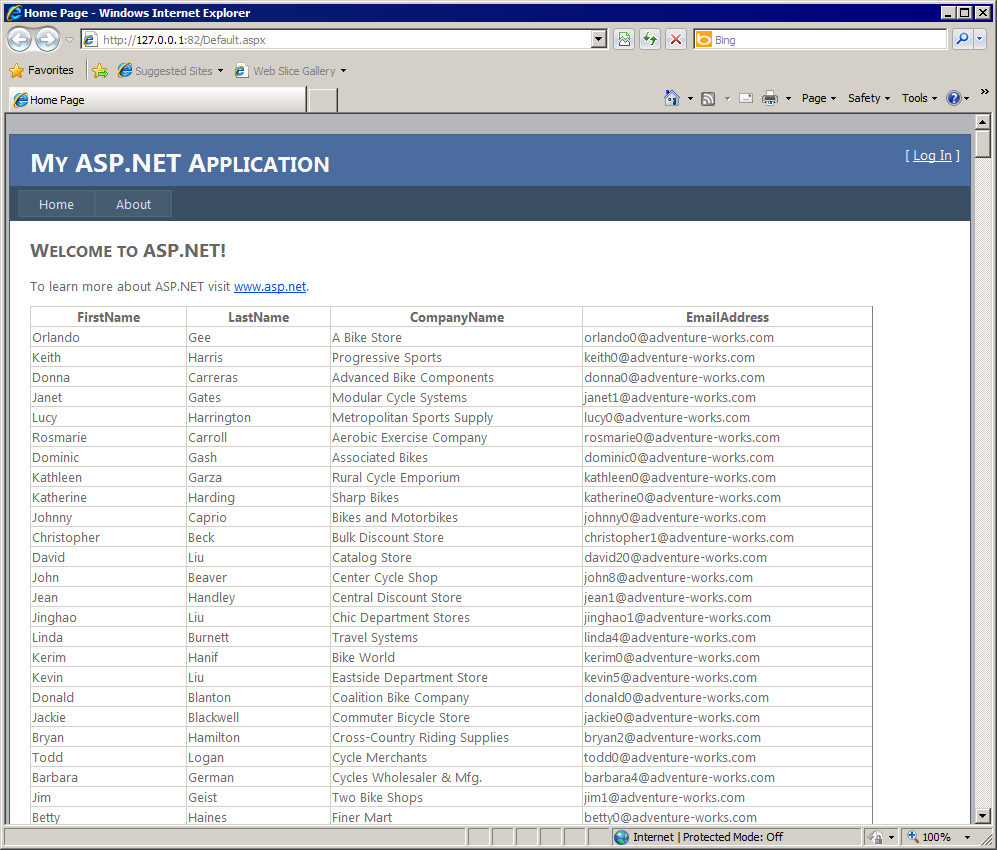 Home Page - Windows Internet Explorer
http://127.0.0.1:82/Default.aspx
Bing
Favorites Suggested Sites Web Slice Gallery
Home Page Page Safety Tools »
My ASP.NET Application
[ Log In ]
Home About
Welcome to ASP.NET!
To learn more about ASP.NET visit www.asp.net.
FirstName LastName CompanyName EmailAddress
Orlando Gee A Bike Store orlando0@adventure-works.com
Keith Harris Progressive Sports keith0@adventure-works.com
Donna Carreras Advanced Bike Components donna0@adventure-works.com
Janet Gates Modular Cycle Systems janet1@adventure-works.com
Lucy Harrington Metropolitan Sports Supply lucy0@adventure-works.com
Rosmarie Carroll Aerobic Exercise Company rosmarie0@adventure-works.com
Dominic Gash Associated Bikes dominic0@adventure-works.com
Kathleen Garza Rural Cycle Emporium kathleen0@adventure-works.com
Katherine Harding Sharp Bikes katherine0@adventure-works.com
Johnny Caprio Bikes and Motorbikes johnny0@adventure-works.com
Christopher Beck Bulk Discount Store christopher1@adventure-works.com
David Liu Catalog Store david20@adventure-works.com
John Beaver Center Cycle Shop john8@adventure-works.com
Jean Handley Central Discount Store jean1@adventure-works.com
Jinghao Liu Chic Department Stores jinghao1@adventure-works.com
Linda Burnett Travel Systems linda4@adventure-works.com
Kerim Hanif Bike World kerim0@adventure-works.com
Kevin Liu Eastside Department Store kevin5@adventure-works.com
Donald Blanton Coalition Bike Company donald0@adventure-works.com
Jackie Blackwell Commuter Bicycle Store jackie0@adventure-works.com
Bryan Hamilton Cross-Country Riding Supplies bryan2@adventure-works.com
Todd Logan Cycle Merchants todd0@adventure-works.com
Barbara German Cycles Wholesaler & Mfg. barbara4@adventure-works.com
Jim Geist Two Bike Shops jim1@adventure-works.com
Betty Haines Finer Mart betty0@adventure-works.com
Internet | Protected Mode: Off 100%